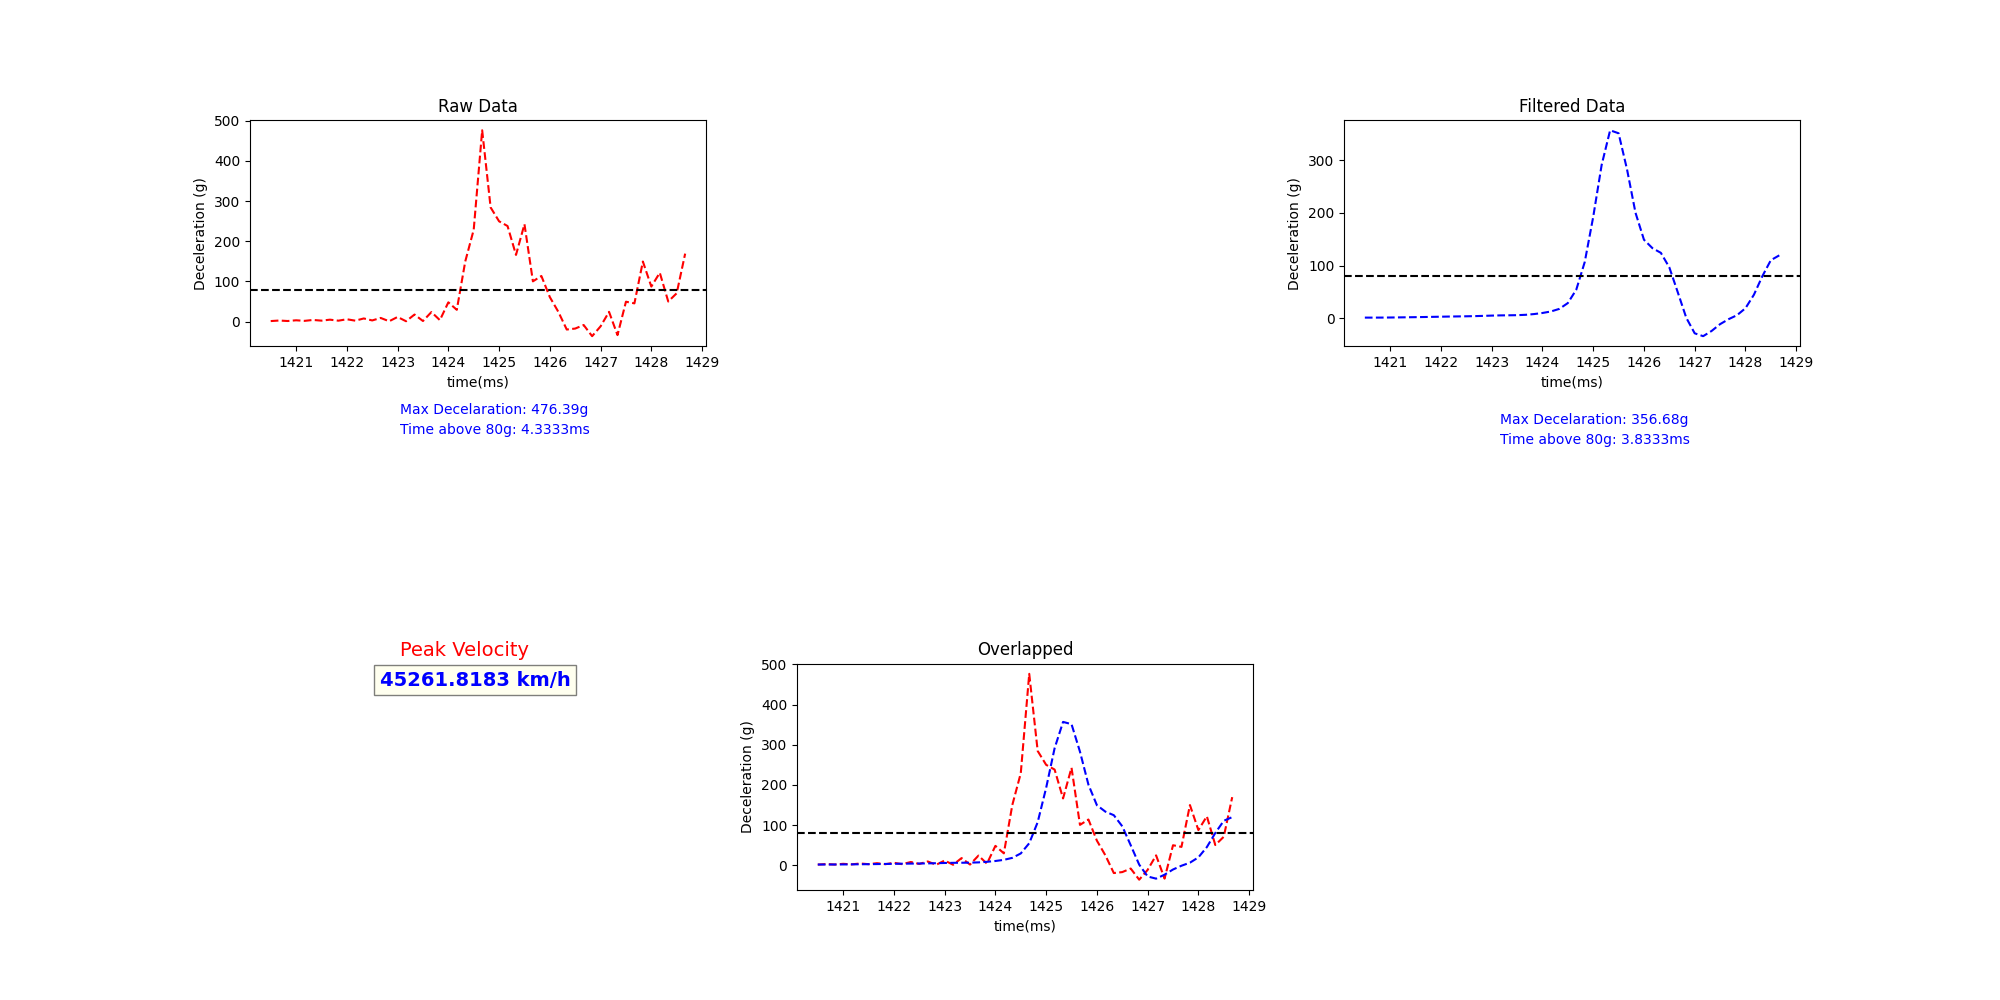 Raw Data
500
400
300
200
100
0
Deceleration (g)
1421 1422 1423 1424 1425 1426 1427 1428 1429
time(ms)
Max Decelaration: 476.39g
Time above 80g: 4.3333ms
Filtered Data
300
200
100
0
Deceleration (g)
1421 1422 1423 1424 1425 1426 1427 1428 1429
time(ms)
Max Decelaration: 356.68g
Time above 80g: 3.8333ms
Peak Velocity
45261.8183 km/h
Overlapped
500
400
300
200
100
0
Deceleration (g)
1421 1422 1423 1424 1425 1426 1427 1428 1429
time(ms)